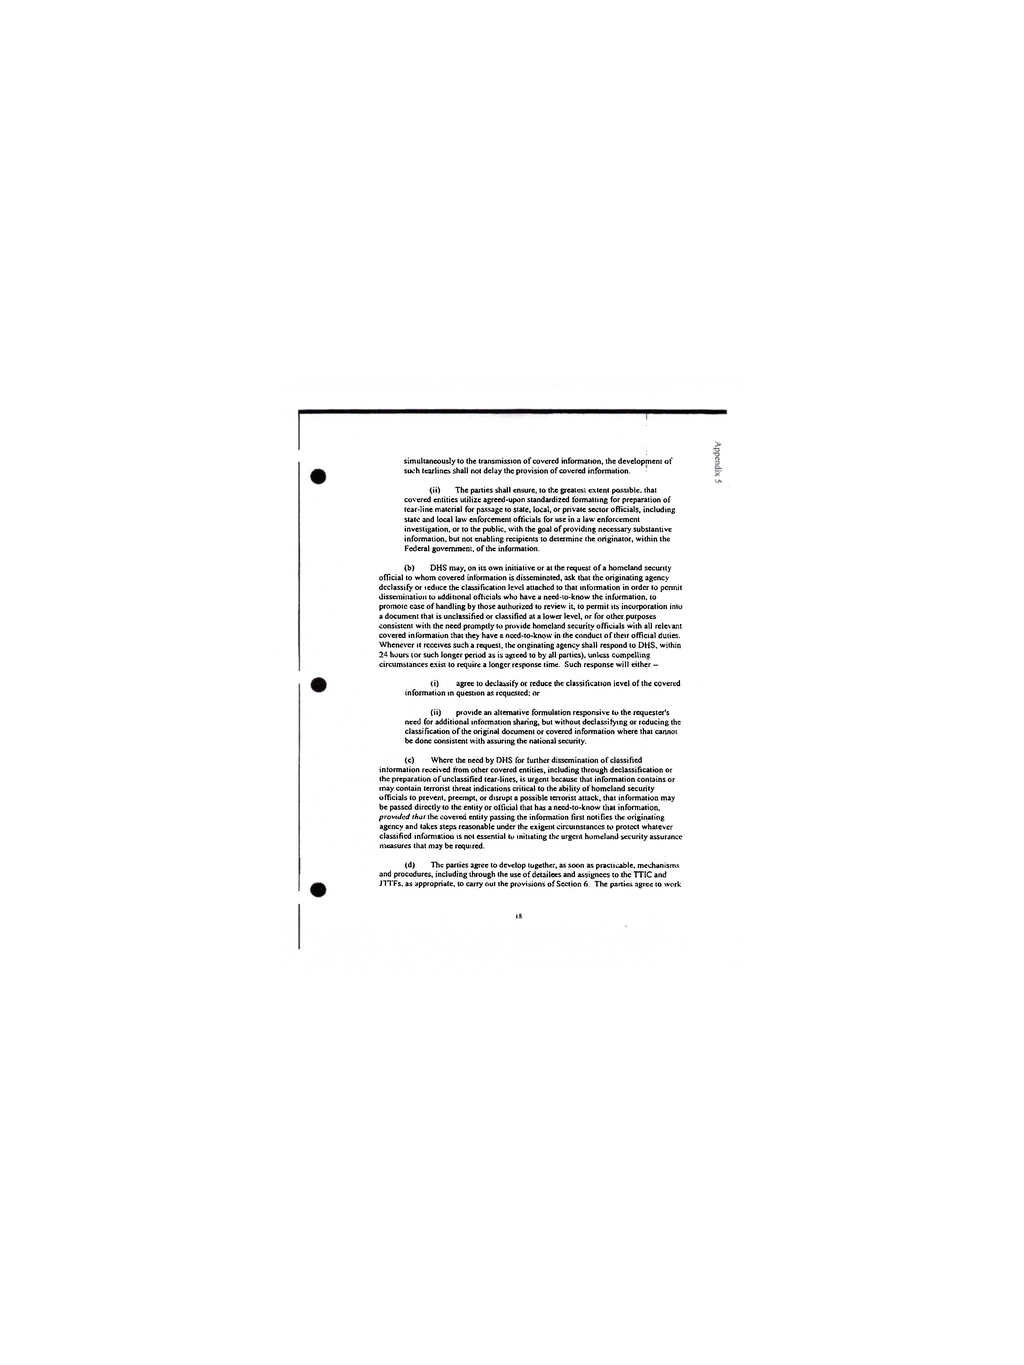 Appendix 5
simultaneously to the transmission of covered information, the development of
such tearlines shall not delay the provision of covered information.
(ii) The parties shall ensure, to the greatest extent possible, that
covered entities utilize agreed-upon standardized formatting for preparation of
tear-line material for passage to state, local, or private sector officials, including
state and local law enforcement officials for use in a law enforcement
investigation, or to the public, with the goal of providing necessary substantive
information, but not enabling recipients to determine the originator, within the
Federal government, of the information.
(b) DHS may, on its own initiative or at the request of a homeland security
official to whom covered information is disseminated, ask that the originating agency
declassify or reduce the classification level attached to that information in order to permit
dissemination to additional officials who have a need-to-know the information, to
promote ease of handling by those authorized to review it, to permit its incorporation into
a document that is unclassified or classified at a lower level, or for other purposes
consistent with the need promptly to provide homeland security officials with all relevant
covered information that they have a need-to-know in the conduct of their official duties.
Whenever it receives such a request, the originating agency shall respond to DHS, within
24 hours (or such longer period as is agreed to by all parties), unless compelling
circumstances exist to require a longer response time. Such response will either –
(i) agree to declassify or reduce the classification level of the covered
information in question as requested; or
(ii) provide an alternative formulation responsive to the requester's
need for additional information sharing, but without declassifying or reducing the
classification of the original document or covered information where that cannot
be done consistent with assuring the national security.
(c) Where the need by DHS for further dissemination of classified
information received from other covered entities, including through declassification or
the preparation of unclassified tear-lines, is urgent because that information contains or
may contain terrorist threat indications critical to the ability of homeland security
officials to prevent, preempt, or disrupt a possible terrorist attack, that information may
be passed directly to the entity or official that has a need-to-know that information,
provided that the covered entity passing the information first notifies the originating
agency and takes steps reasonable under the exigent circumstances to protect whatever
classified information is not essential to initiating the urgent homeland security assurance
measures that may be required.
(d) The parties agree to develop together, as soon as practicable, mechanisms
and procedures, including through the use of detailees and assignees to the TTIC and
JTTFs, as appropriate, to carry out the provisions of Section 6. The parties agree to work
18